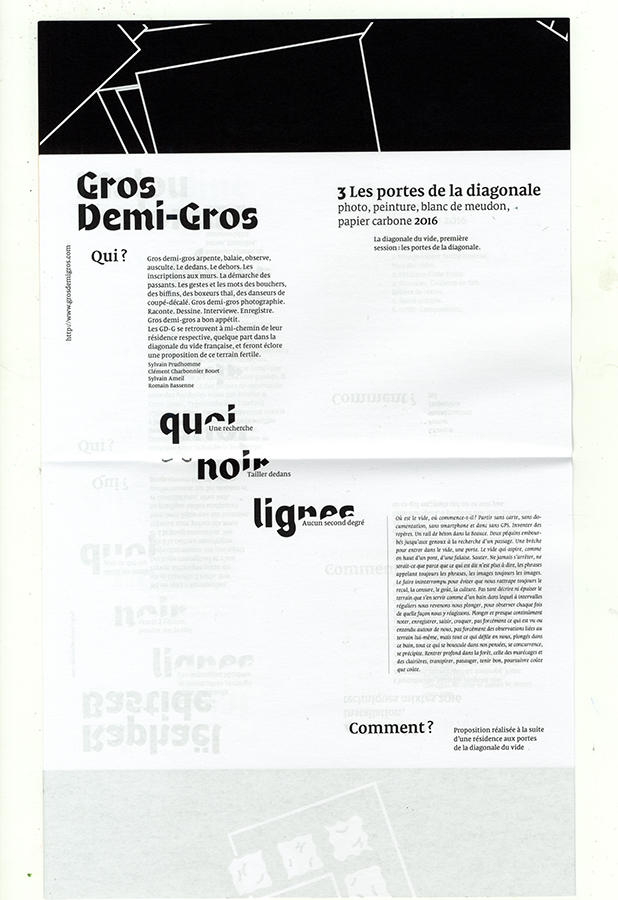 Gros
Demi-Gros
http://www.grosdemigros.com
Qui ?
Gros demi-gros arpente, balaie, observe,
ausculte. Le dedans. Le dehors. Les
inscriptions aux murs. La démarche des
passants. Les gestes et les mots des bouchers,
des biffins, des boxeurs thaï, des danseurs de
coupé-décalé. Gros demi-gros photographie.
Raconte. Dessine. Interviewe. Enregistre.
Gros demi-gros a bon appétit.
Les GD-G se retrouvent à mi-chemin de leur
résidence respective, quelque part dans la
diagonale du vide française, et feront éclore
une proposition de ce terrain fertile.
Sylvain Prudhomme
Clément Charbonnier Bouet
Sylvain Ameil
Romain Bassenne
3 Les portes de la diagonale
photo, peinture, blanc de meudon,
papier carbone 2016
La diagonale du vide, première
session : les portes de la diagonale.
quoi
Une recherche
noir
Tailler dedans
lignes
Aucun second degré
Où est le vide, où commence-t-il ? Partir sans carte, sans do-
cumentation, sans smartphone et donc sans GPS. Inventer des
repères. Un rail de béton dans la Beauce. Deux péquins embour-
bés jusqu'aux genoux à la recherche d'un passage. Une brèche
pour entrer dans le vide, une porte. Le vide qui aspire, comme
en haut d'un pont, d'une falaise. Sauter. Ne jamais s'arrêter, ne
serait-ce que parce que ce qui est dit n'est plus à dire, les phrases
appelant toujours les phrases, les images toujours les images.
Le faire ininterrompu pour éviter que nous rattrape toujours le
recul, la censure, le goût, la culture. Pas tant décrire ni épuiser le
terrain que s'en servir comme d'un bain dans lequel à intervalles
réguliers nous revenons nous plonger, pour observer chaque fois
de quelle façon nous y réagissons. Plonger et presque continûment
noter, enregistrer, saisir, croquer, pas forcément ce qui est vu ou
entendu autour de nous, pas forcément des observations liées au
terrain lui-même, mais tout ce qui défile en nous, plongés dans
ce bain, tout ce qui se bouscule dans nos pensées, se concurrence,
se précipite. Rentrer profond dans la forêt, celle des marécages et
des clairières, transpirer, patauger, tenir bon, poursuivre coûte
que coûte.
Comment ?
Proposition réalisée à la suite
d'une résidence aux portes
de la diagonale du vide
Raphaël
Bastide